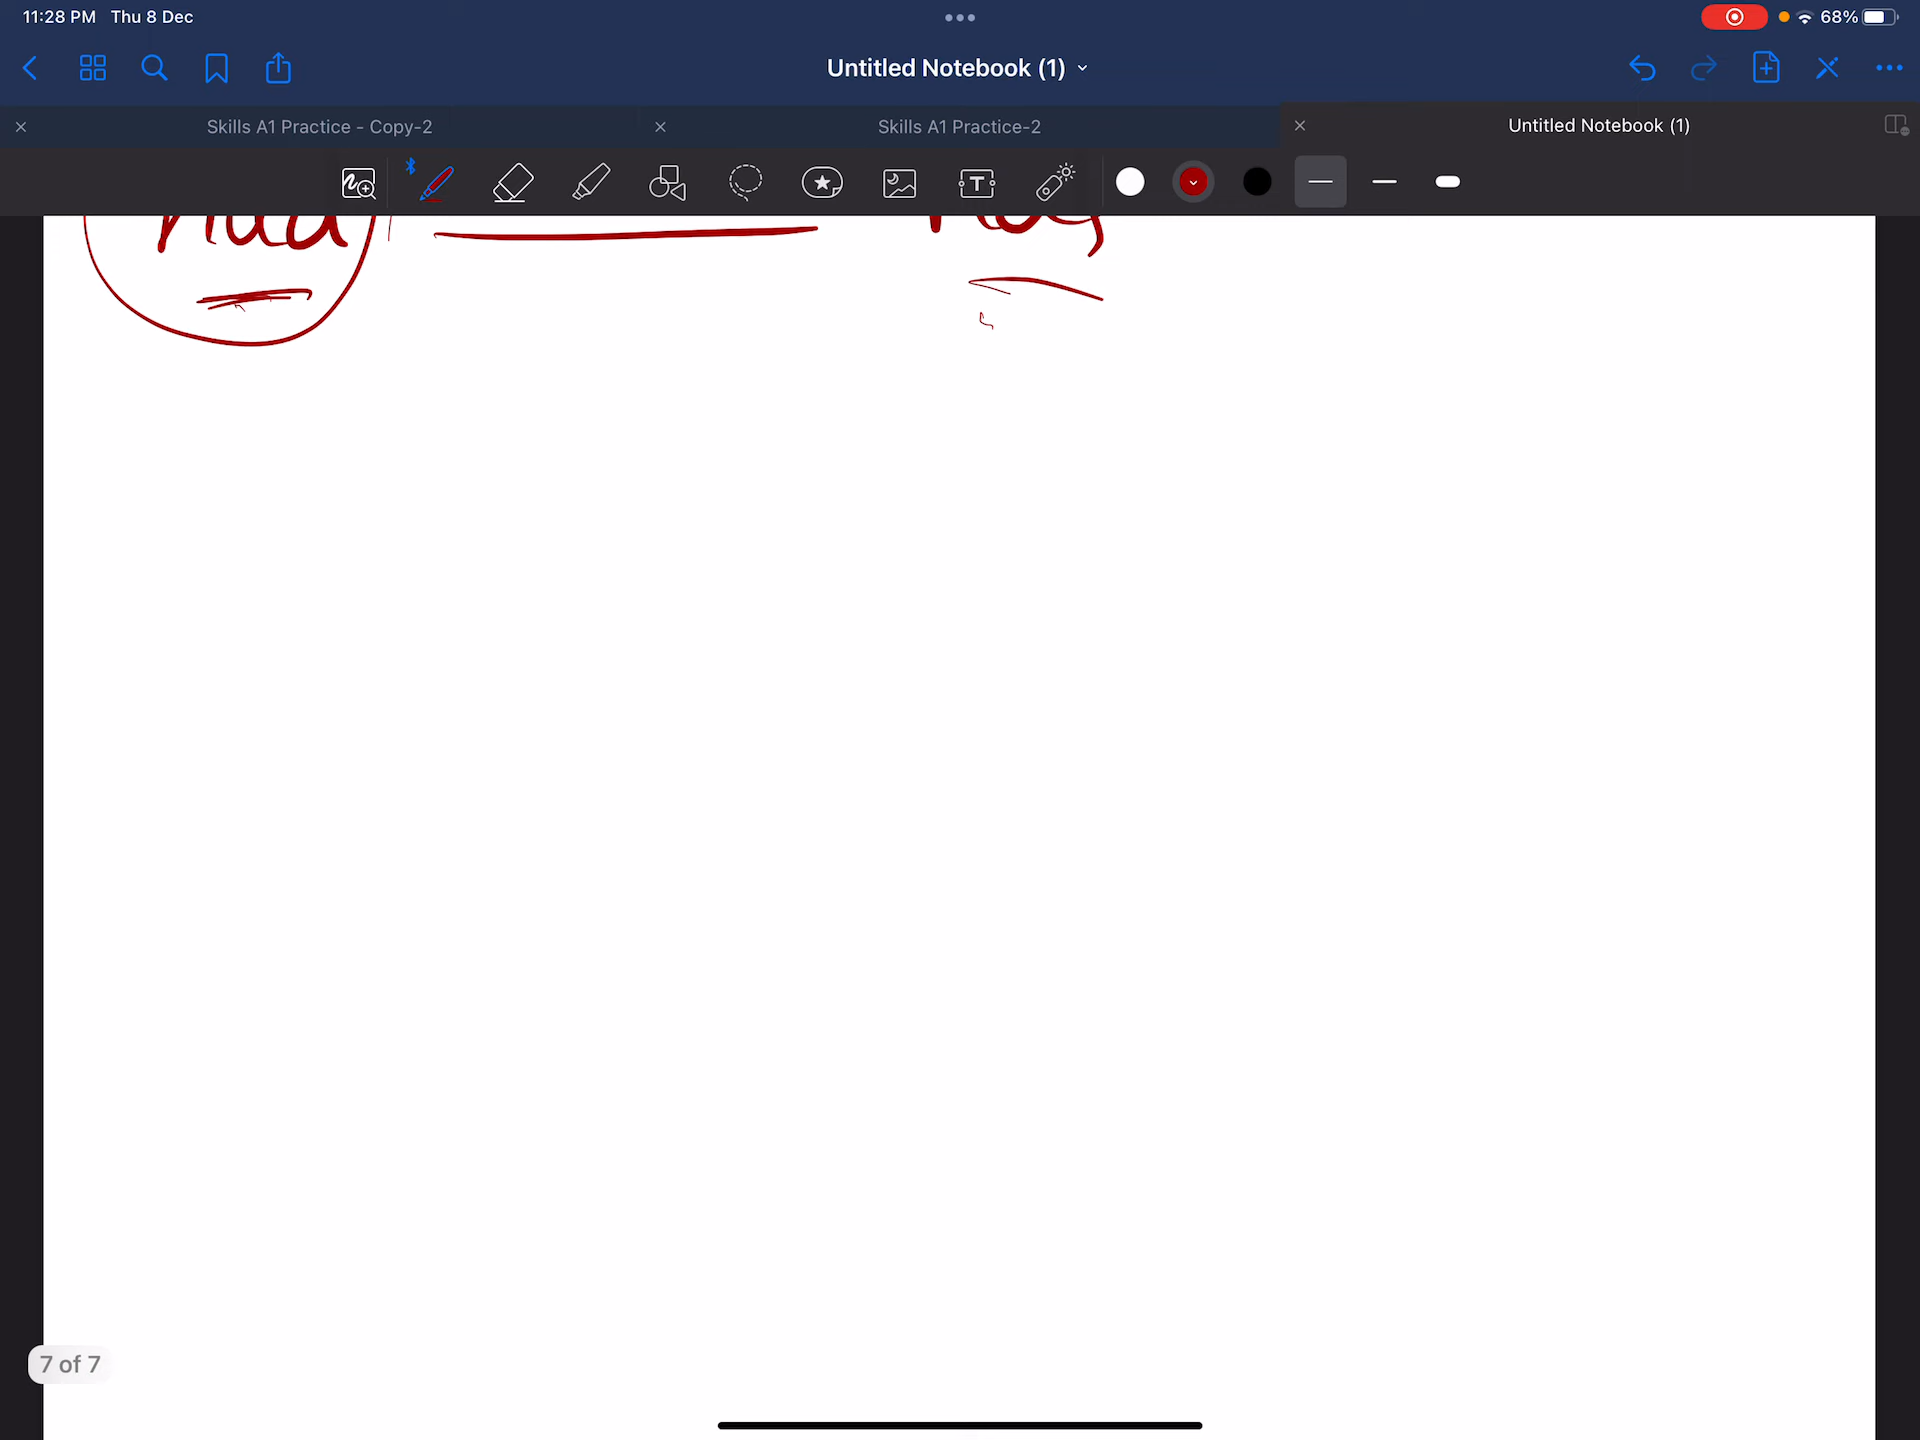 11:28 PM Thu 8 Dec
68%
Untitled Notebook (1)
Skills A1 Practice - Copy-2
Skills A1 Practice-2
Untitled Notebook (1)
7 of 7